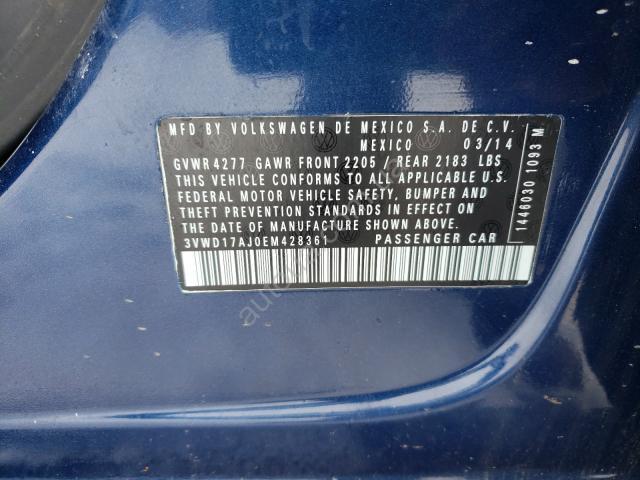 MFD BY VOLKSWAGEN DE MEXICO S.A. DE C.V.
MEXICO 03/14
GVWR 4277 GAWR FRONT 2205 / REAR 2183 LBS
THIS VEHICLE CONFORMS TO ALL APPLICABLE U.S.
FEDERAL MOTOR VEHICLE SAFETY, BUMPER AND
THEFT PREVENTION STANDARDS IN EFFECT ON
THE DATE OF MANUFACTURE SHOWN ABOVE.
3VWD17AJ0EM428361 PASSENGER CAR
1446030 1093 M